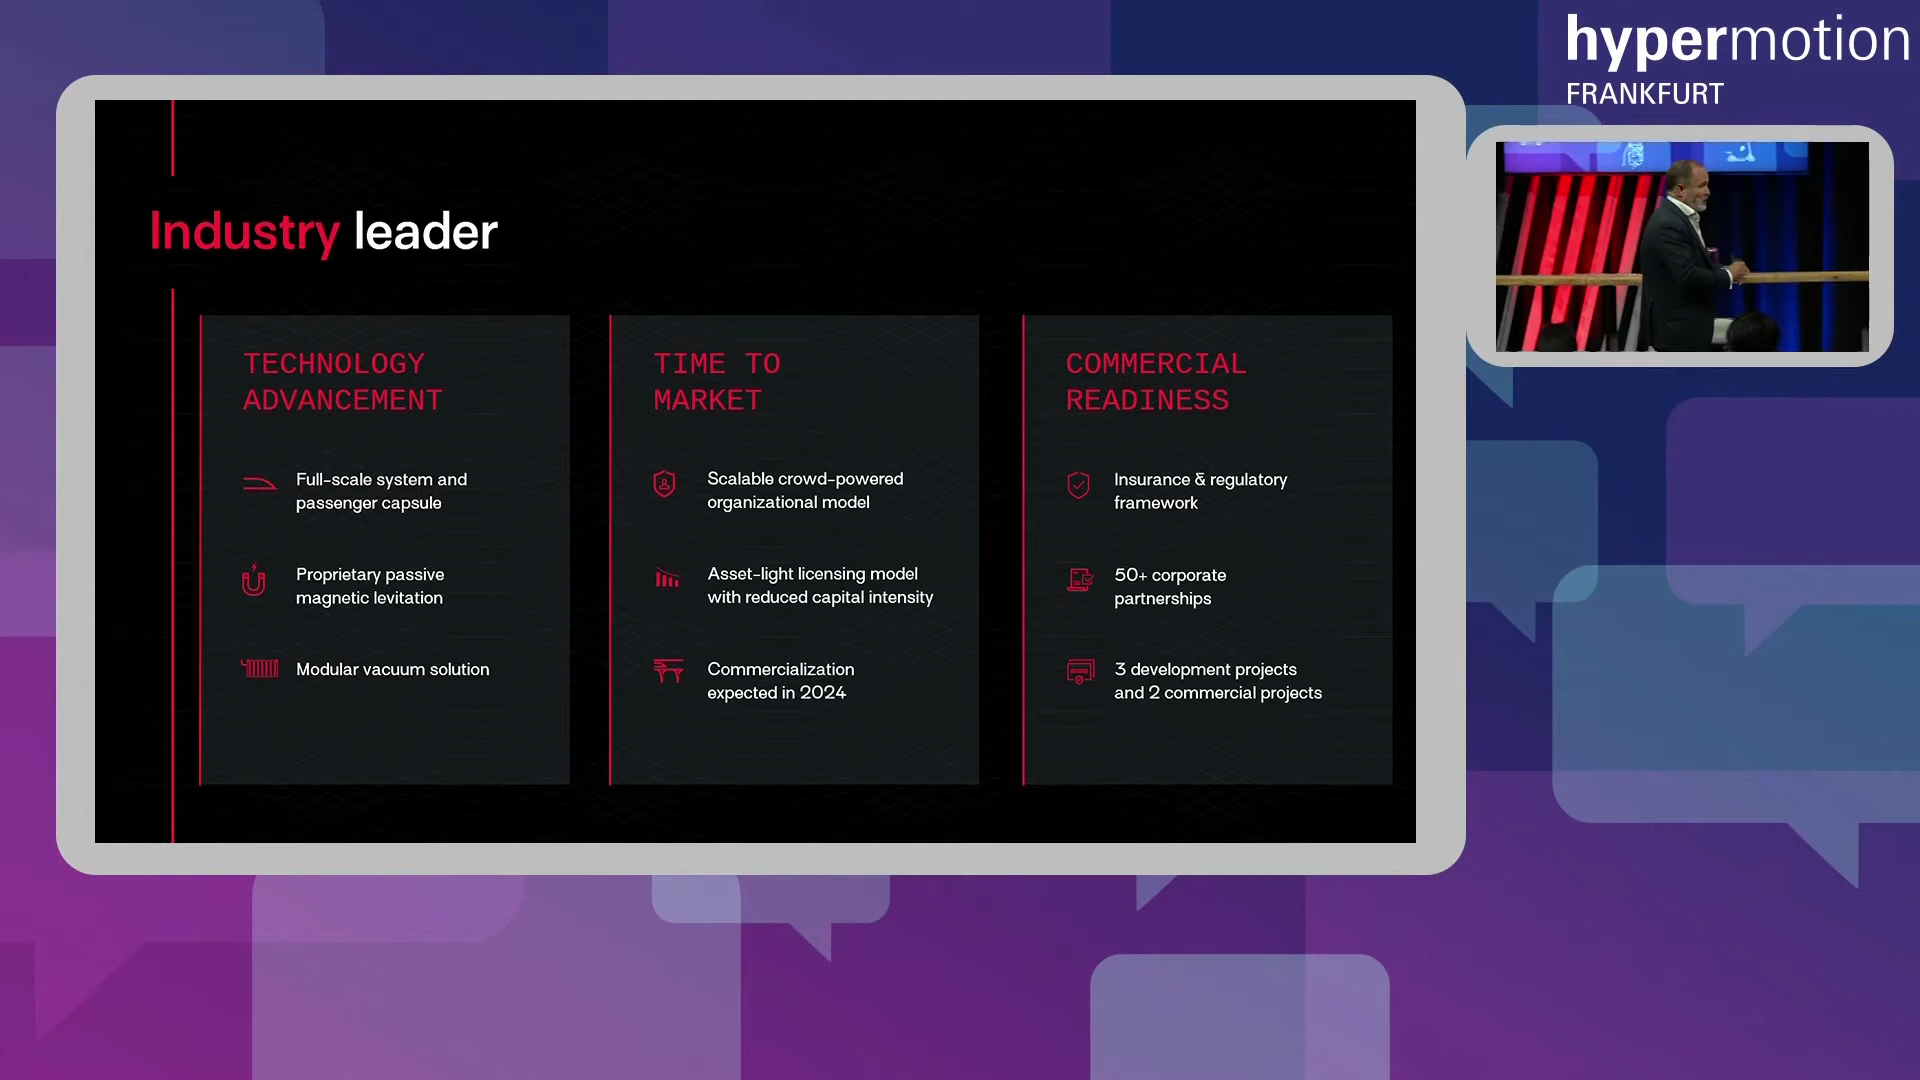 hypermotion
FRANKFURT
Industry leader
TECHNOLOGY
ADVANCEMENT
Full-scale system and
passenger capsule
Proprietary passive
magnetic levitation
Modular vacuum solution
TIME TO
MARKET
Scalable crowd-powered
organizational model
Asset-light licensing model
with reduced capital intensity
Commercialization
expected in 2024
COMMERCIAL
READINESS
Insurance & regulatory
framework
50+ corporate
partnerships
3 development projects
and 2 commercial projects